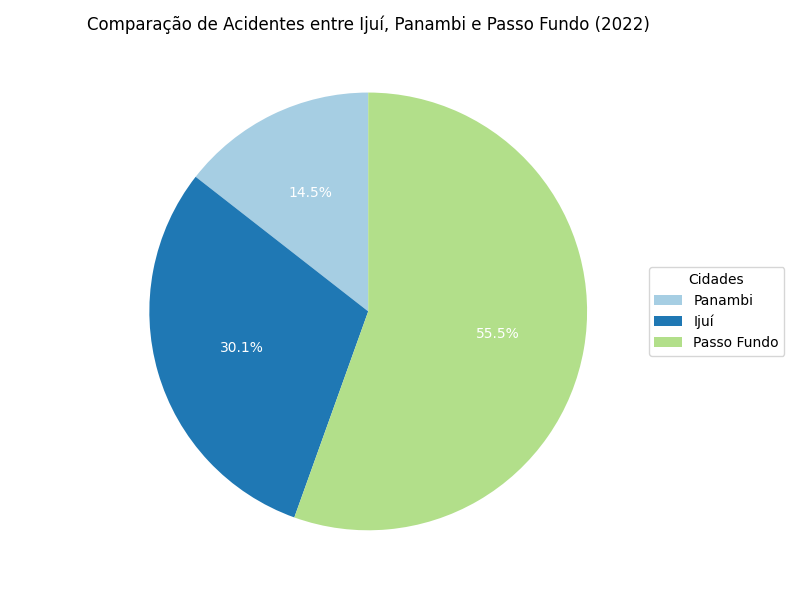 Comparação de Acidentes entre Ijuí, Panambi e Passo Fundo (2022)
14.5%
30.1%
55.5%
Cidades
Panambi
Ijuí
Passo Fundo